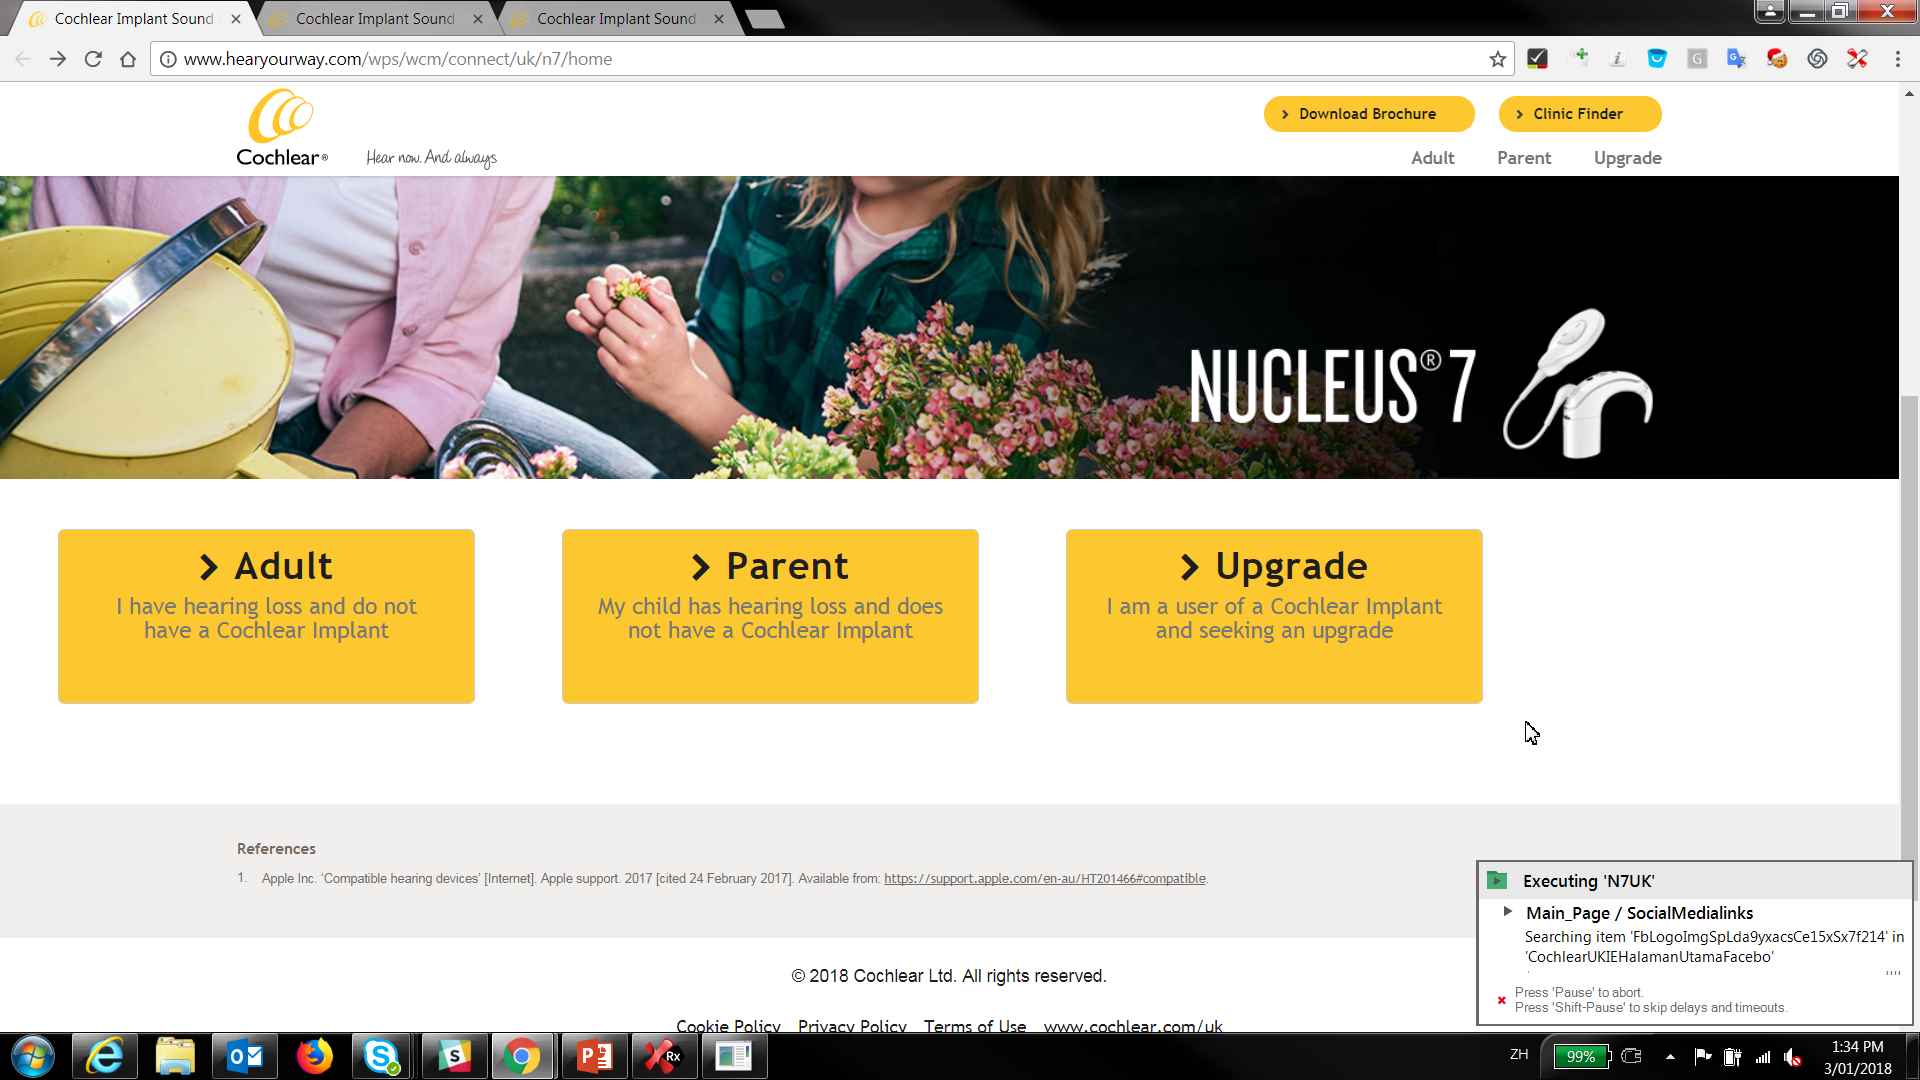 Cochlear Implant Sound
Cochlear Implant Sound
Cochlear Implant Sound
www.hearyourway.com/wps/wcm/connect/uk/n7/home
Cochlear®
Hear now. And always
Download Brochure
Clinic Finder
Adult
Parent
Upgrade
NUCLEUS® 7
Adult
I have hearing loss and do not
have a Cochlear Implant
Parent
My child has hearing loss and does
not have a Cochlear Implant
Upgrade
I am a user of a Cochlear Implant
and seeking an upgrade
References
1. Apple Inc. 'Compatible hearing devices' [Internet]. Apple support. 2017 [cited 24 February 2017]. Available from: https://support.apple.com/en-au/HT201466#compatible.
© 2018 Cochlear Ltd. All rights reserved.
Cookie Policy Privacy Policy Terms of Use www.cochlear.com/uk
Executing 'N7UK'
Main_Page / SocialMedialinks
Searching item 'FbLogoImgSpLda9yxacsCe15xSx7f214' in
'CochlearUKIEHalamanUtamaFacebo'
Press 'Pause' to abort.
Press 'Shift-Pause' to skip delays and timeouts.
ZH
99%
1:34 PM
3/01/2018